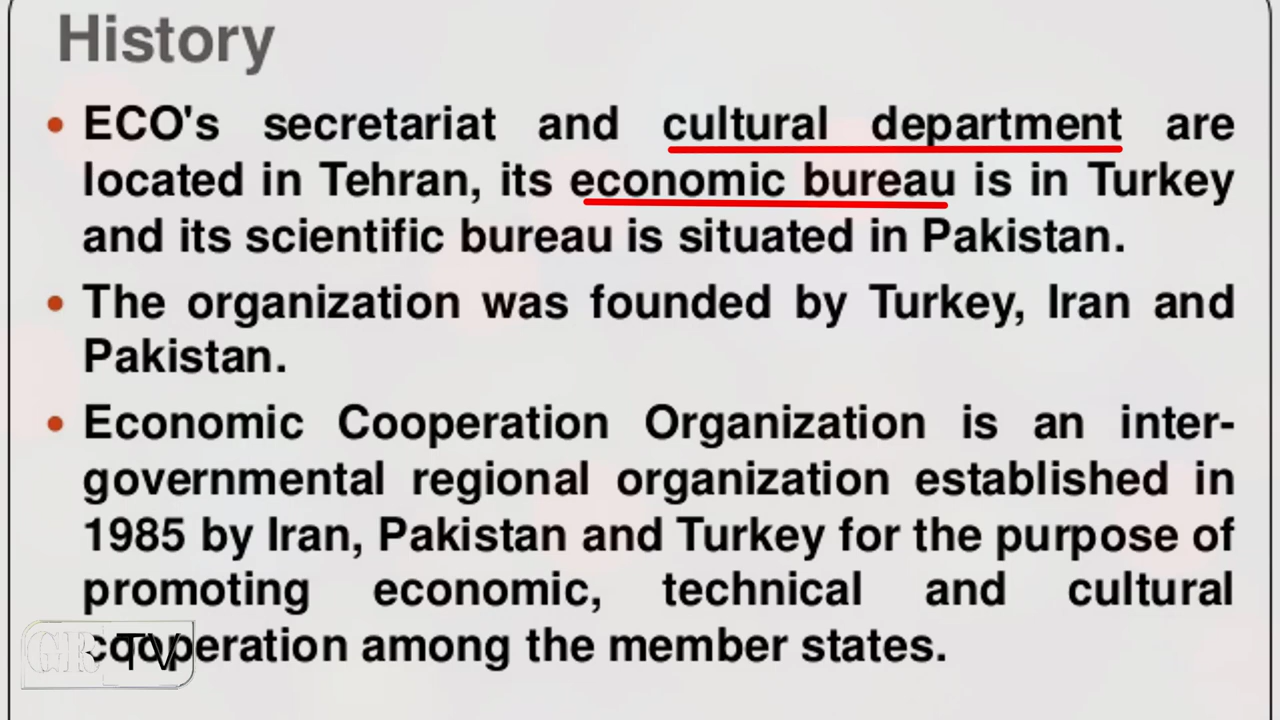 History
• ECO's secretariat and cultural department are
located in Tehran, its economic bureau is in Turkey
and its scientific bureau is situated in Pakistan.
• The organization was founded by Turkey, Iran and
Pakistan.
• Economic Cooperation Organization is an inter-
governmental regional organization established in
1985 by Iran, Pakistan and Turkey for the purpose of
promoting economic, technical and cultural
cooperation among the member states.
TV